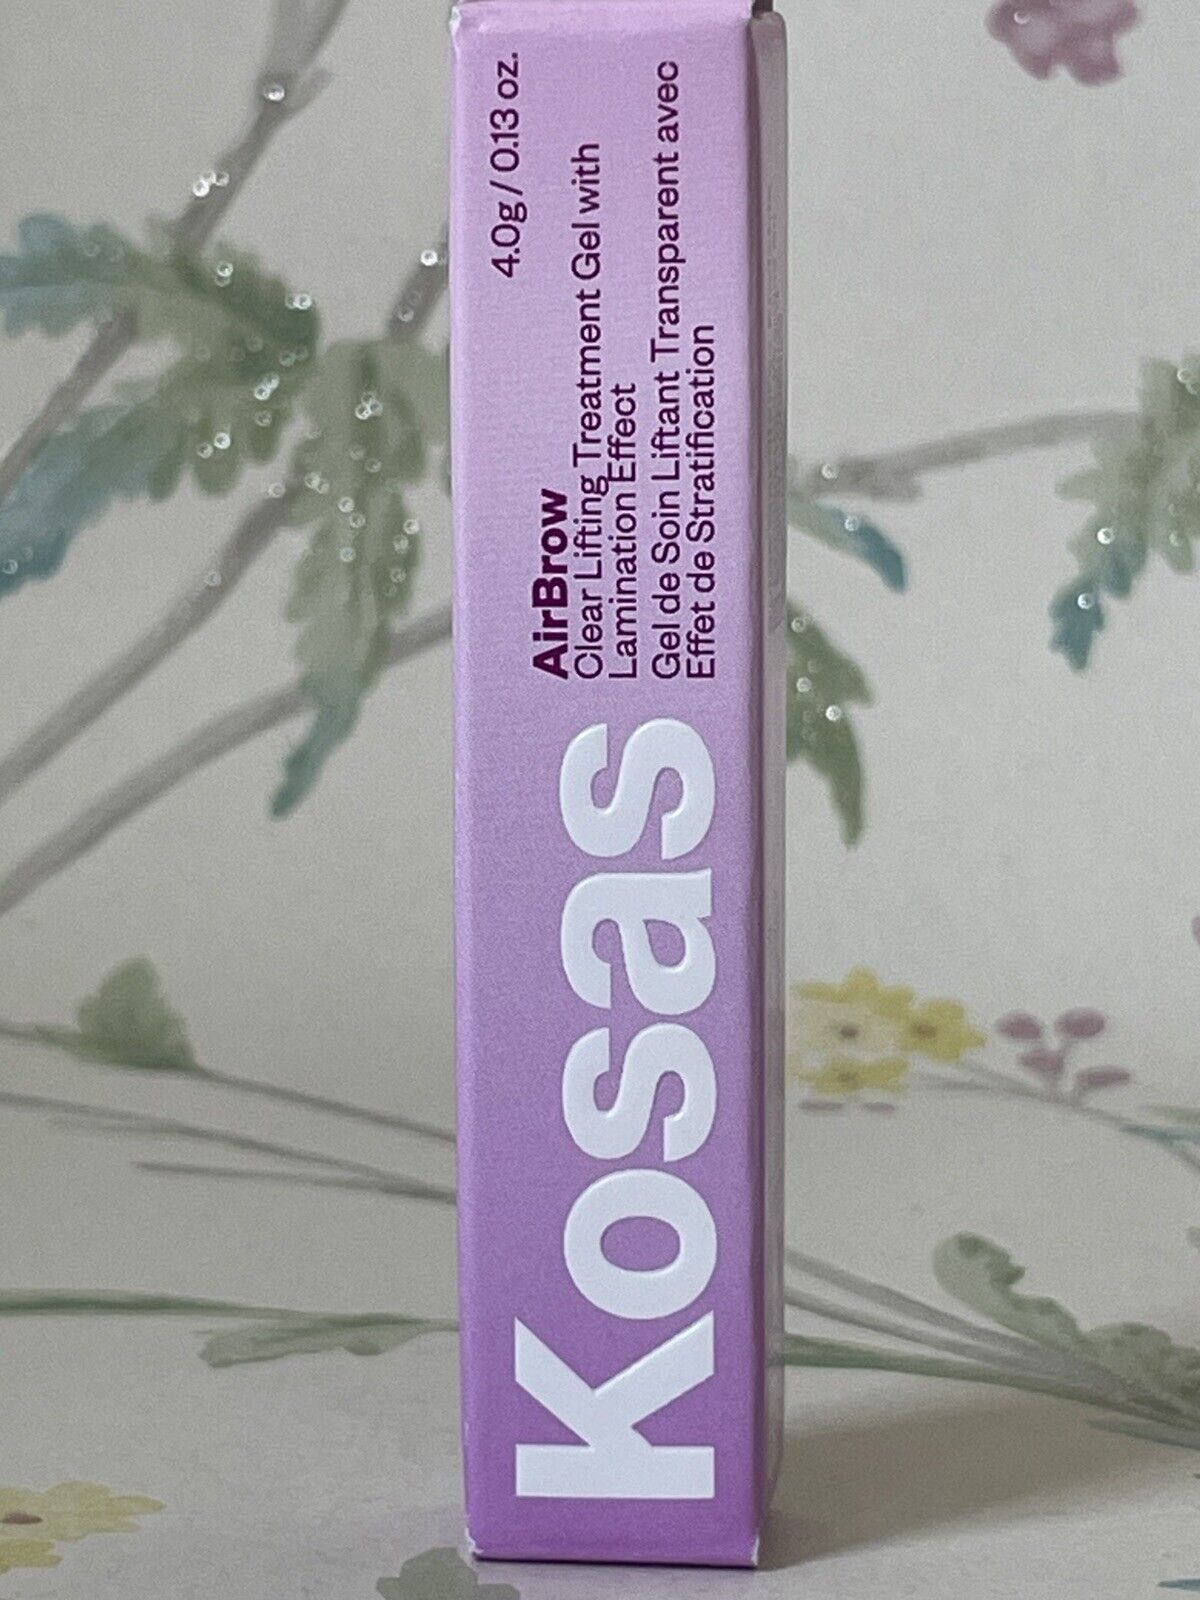 Kosas
4.0g / 0.13 oz.
AirBrow
Clear Lifting Treatment Gel with
Lamination Effect
Gel de Soin Liftant Transparent avec
Effet de Stratification